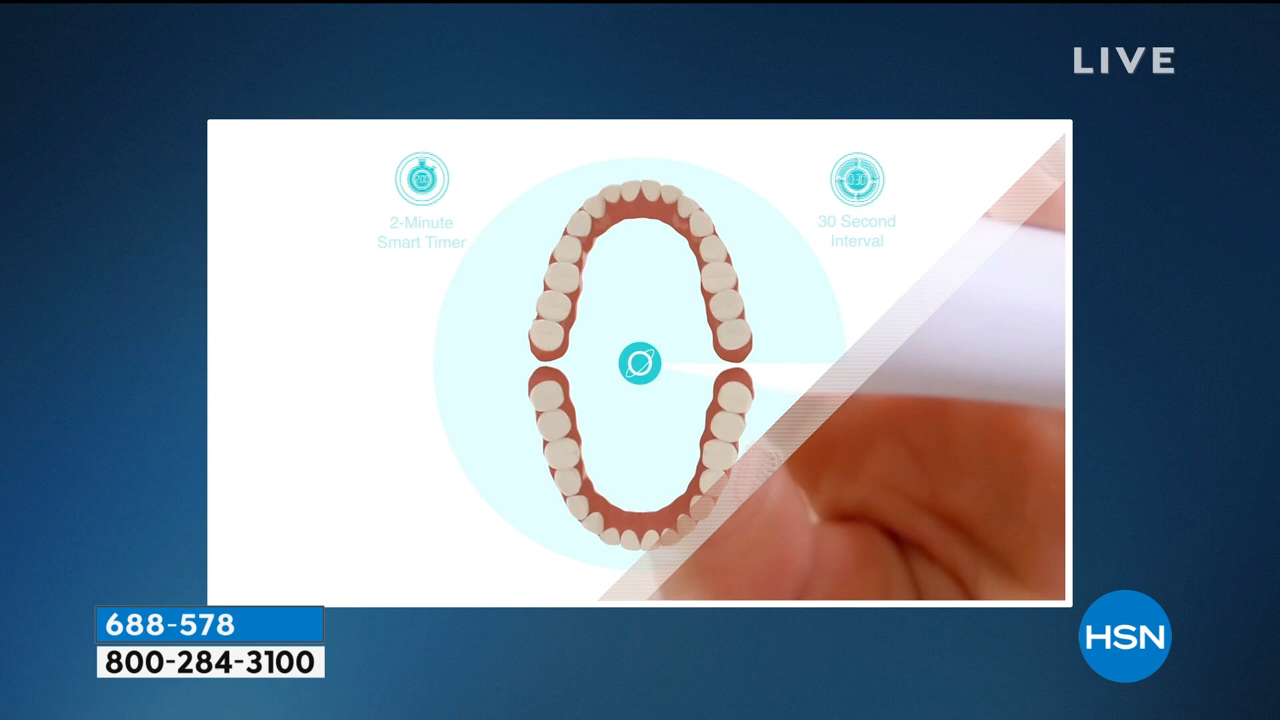 LIVE
2-Minute
Smart Timer
30 Second
Interval
688-578
800-284-3100
HSN